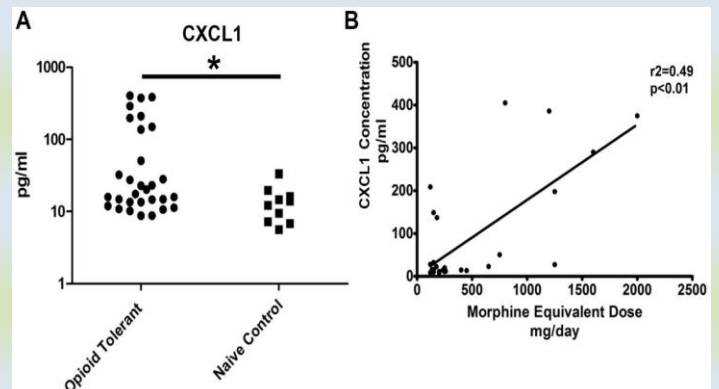 A
CXCL1
*
1000
100
10
1
pg/ml
Opioid Tolerant
Naive Control
B
500
400
300
200
100
0
CXCL1 Concentration
pg/ml
r2=0.49
p<0.01
0 500 1000 1500 2000 2500
Morphine Equivalent Dose
mg/day